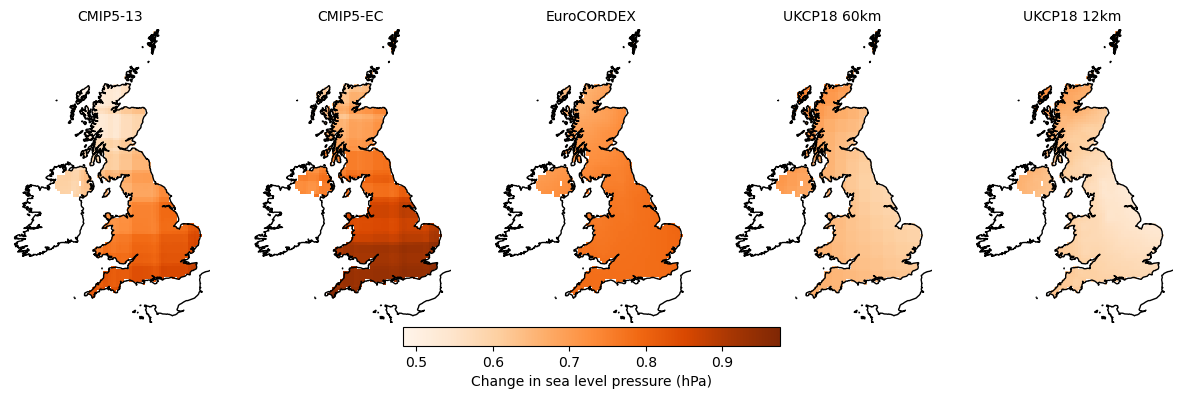 CMIP5-13 CMIP5-EC EuroCORDEX UKCP18 60km UKCP18 12km
0.5 0.6 0.7 0.8 0.9
Change in sea level pressure (hPa)